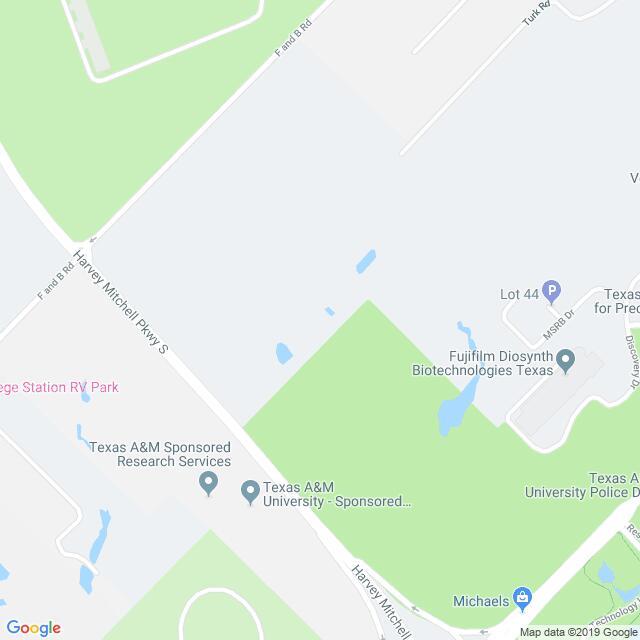 Turk Rd
F and B Rd
F and B Rd
Harvey Mitchell Pkwy S
Lot 44
P
MSRB Dr
Texas
for Prec
Discovery Dr
Fujifilm Diosynth
Biotechnologies Texas
ege Station RV Park
Texas A&M Sponsored
Research Services
Texas A&M
University - Sponsored...
Texas A
University Police D
Res
Harvey Mitchell
Michaels
Technology
Google
Map data ©2019 Google